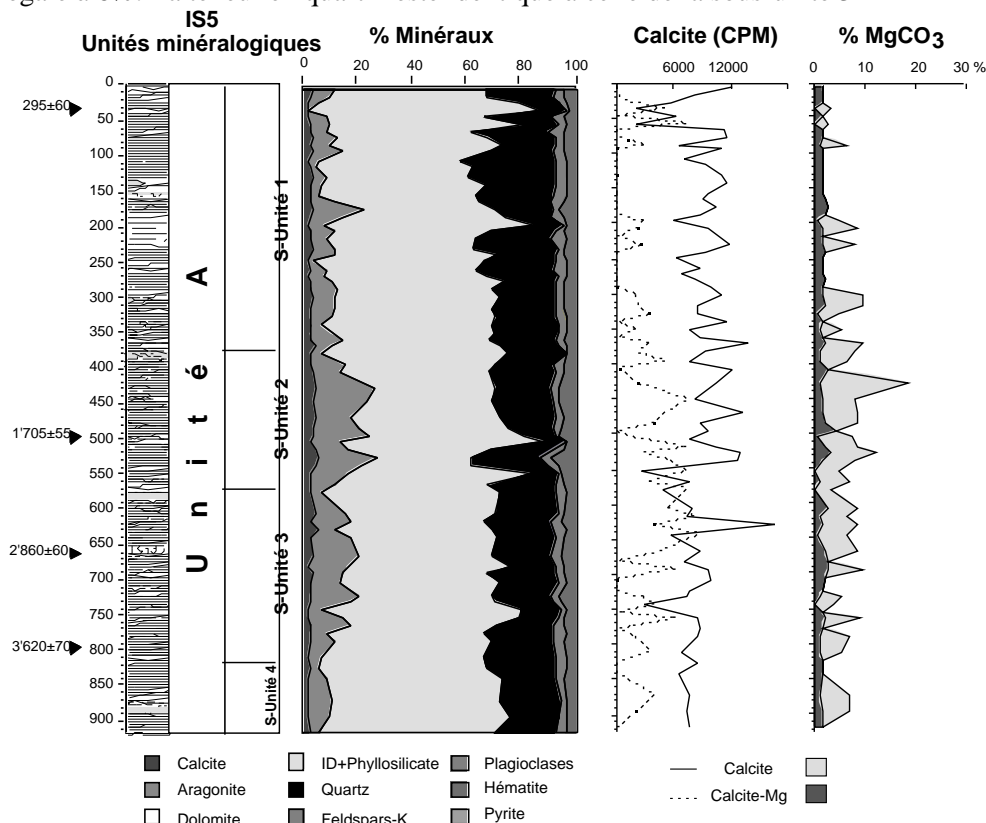 IS5
Unités minéralogiques
% Minéraux
Calcite (CPM)
% MgCO3
0 20 40 60 80 100
6000 12000
0 10 20 30 %
0
50
100
150
200
250
300
350
400
450
500
550
600
650
700
750
800
850
900
295±60
1'705±55
2'860±60
3'620±70
Unité A
S-Unité 1
S-Unité 2
S-Unité 3
S-Unité 4
Calcite
ID+Phyllosilicate
Plagioclases
Aragonite
Quartz
Hématite
Dolomite
Feldspars-K
Pyrite
Calcite
Calcite-Mg